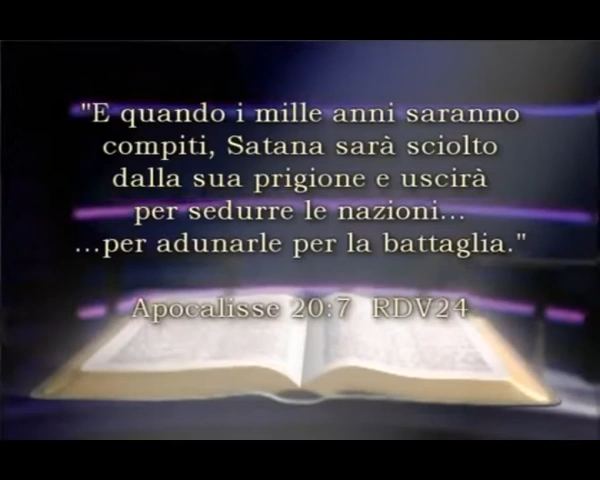 "E quando i mille anni saranno
compiti, Satana sarà sciolto
dalla sua prigione e uscirà
per sedurre le nazioni...
...per adunarle per la battaglia."
Apocalisse 20:7 RDV24